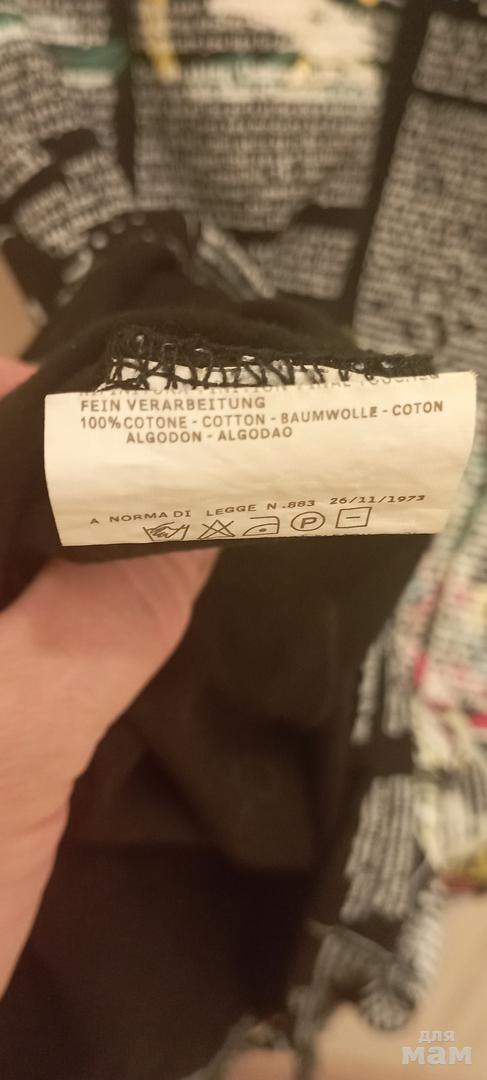 FEIN VERARBEITUNG
100% COTONE - COTTON - BAUMWOLLE - COTON
ALGODON - ALGODAO
A NORMA DI LEGGE N.883 26/11/1973
P
для
мам